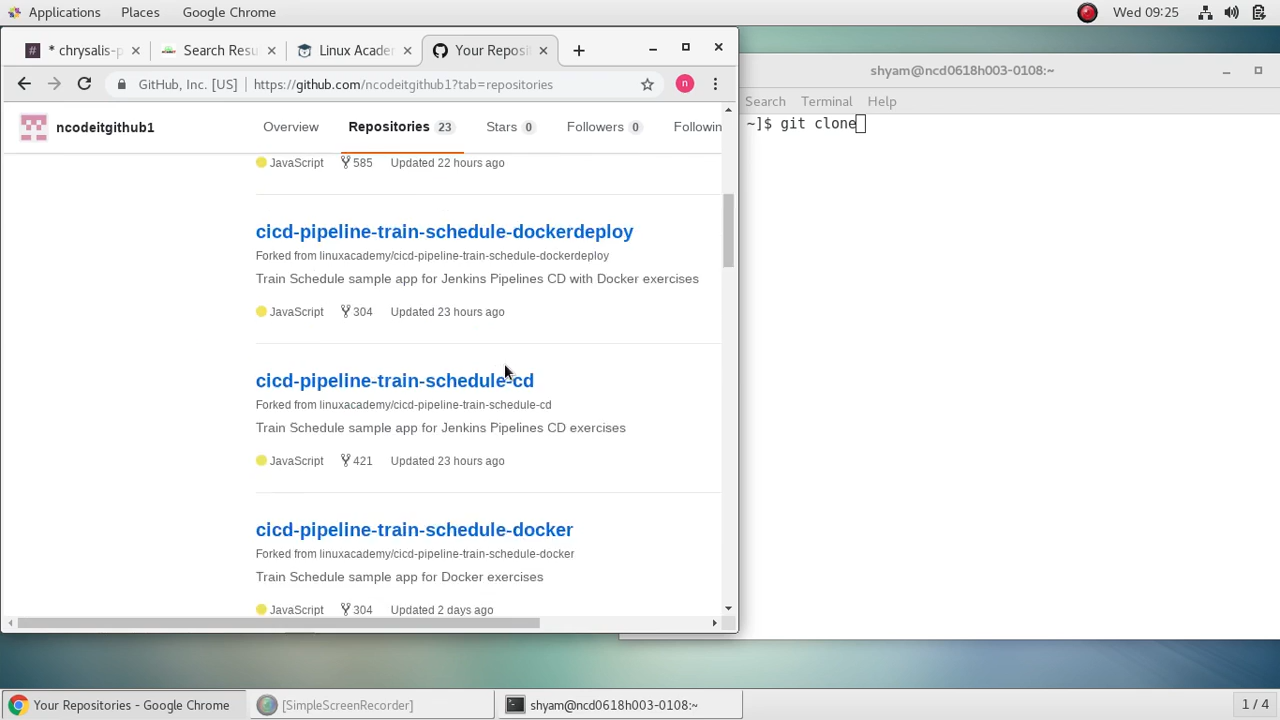 Applications Places Google Chrome Wed 09:25
# * chrysalis-p Search Resu Linux Acade Your Reposi
shyam@ncd0618h003-0108:~
GitHub, Inc. [US] https://github.com/ncodeitgithub1?tab=repositories n
Search Terminal Help
~]$ git clone
ncodeitgithub1 Overview Repositories 23 Stars 0 Followers 0 Followin
JavaScript 585 Updated 22 hours ago
cicd-pipeline-train-schedule-dockerdeploy
Forked from linuxacademy/cicd-pipeline-train-schedule-dockerdeploy
Train Schedule sample app for Jenkins Pipelines CD with Docker exercises
JavaScript 304 Updated 23 hours ago
cicd-pipeline-train-schedule-cd
Forked from linuxacademy/cicd-pipeline-train-schedule-cd
Train Schedule sample app for Jenkins Pipelines CD exercises
JavaScript 421 Updated 23 hours ago
cicd-pipeline-train-schedule-docker
Forked from linuxacademy/cicd-pipeline-train-schedule-docker
Train Schedule sample app for Docker exercises
JavaScript 304 Updated 2 days ago
Your Repositories - Google Chrome [SimpleScreenRecorder] shyam@ncd0618h003-0108:~ 1 / 4